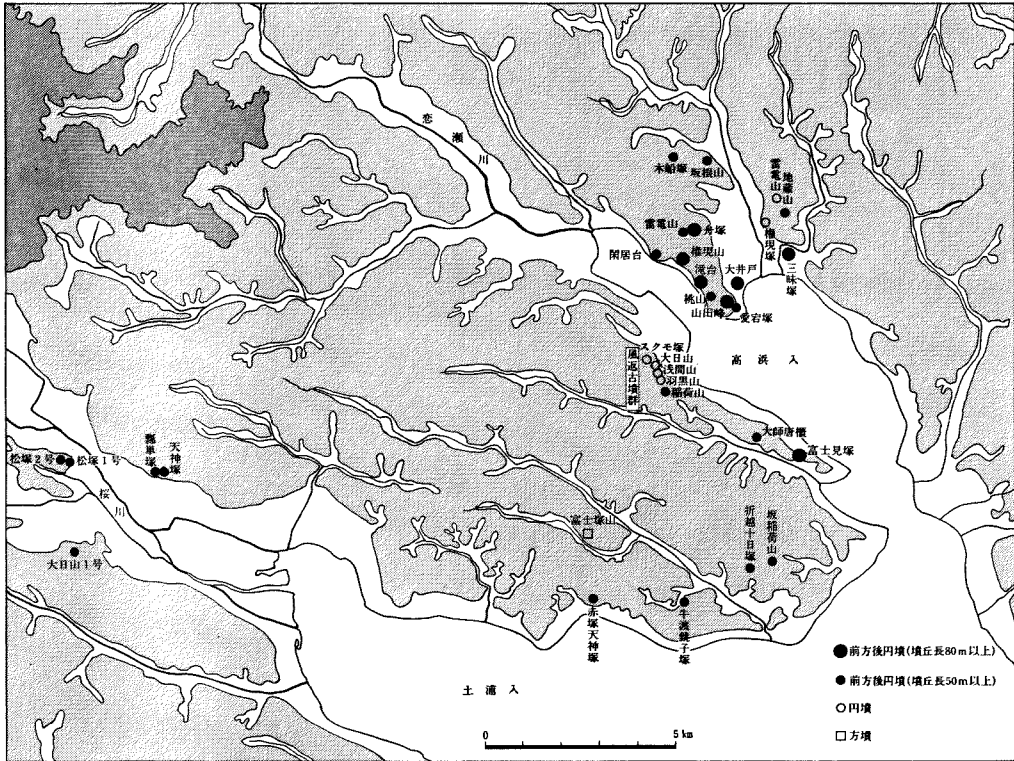 恋瀬川
木船塚
坂根山
雷電山
地蔵山
権現塚
三昧塚
雷電山
舟塚
閑居台
権現山
滝台
大井戸
桃山
山田峰
愛宕塚
高浜入
スクモ塚
大日山
浅間山
羽黒山
稲荷山
風返古墳群
大師唐櫃
富士見塚
松塚2号
松塚1号
瓢箪塚
天神塚
桜川
大日山1号
富士塚山
折越十日塚
坂稲荷山
赤塚天神塚
牛渡銚子塚
土浦入
0
5km
前方後円墳(墳丘長80m以上)
前方後円墳(墳丘長50m以上)
円墳
方墳